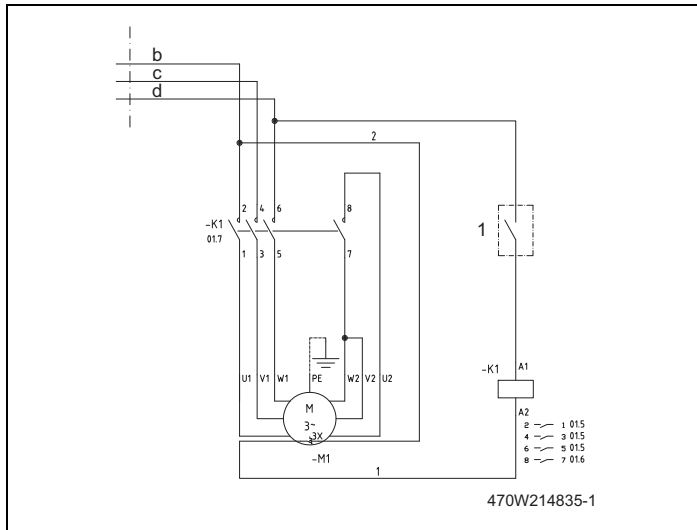 b
c
d
2
2 4 6 8
-K1
01.7
1 3 5 7
1
U1 V1 W1 PE W2 V2 U2
-K1 A1
M
3~
3X
3
-M1
A2
2 1 01.5
4 3 01.5
6 5 01.5
8 7 01.6
1
470W214835-1